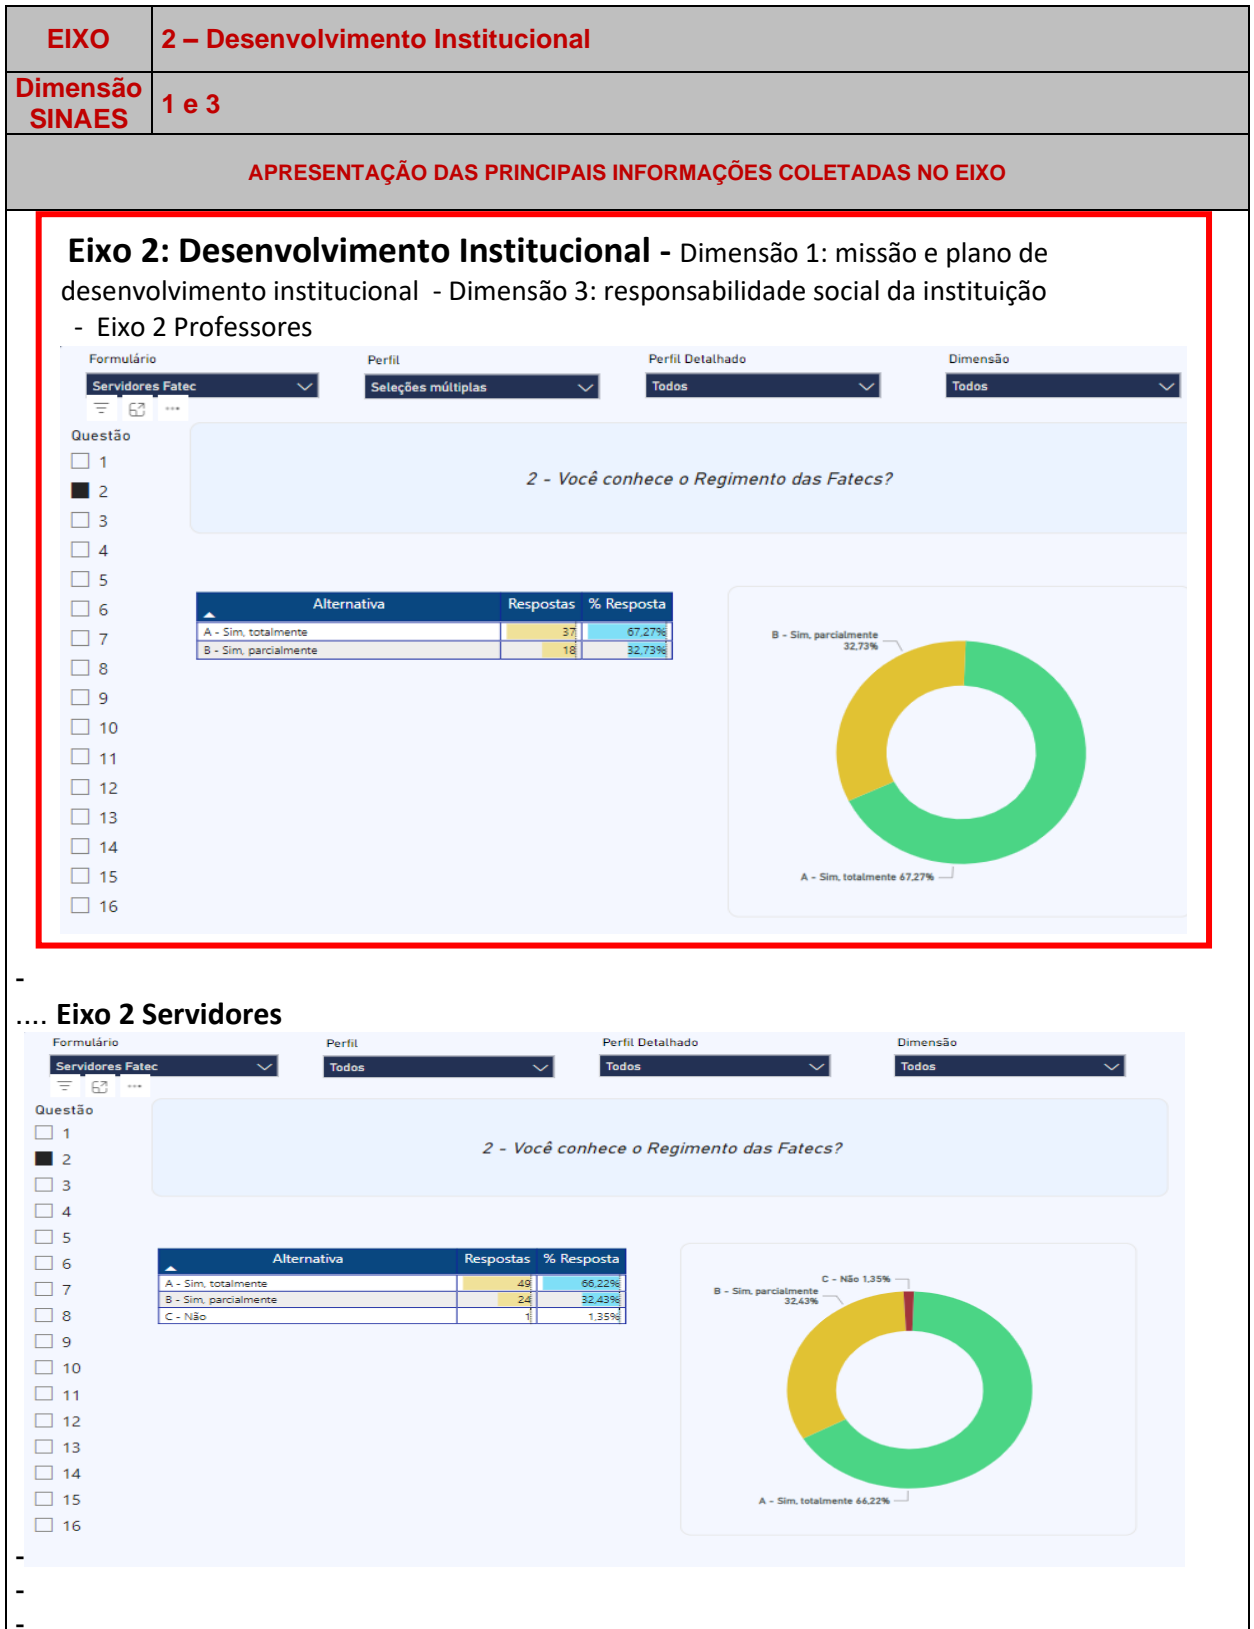 EIXO 2 – Desenvolvimento Institucional
Dimensão SINAES 1 e 3
APRESENTAÇÃO DAS PRINCIPAIS INFORMAÇÕES COLETADAS NO EIXO
Eixo 2: Desenvolvimento Institucional - Dimensão 1: missão e plano de
desenvolvimento institucional - Dimensão 3: responsabilidade social da instituição
- Eixo 2 Professores
Formulário Perfil Perfil Detalhado Dimensão
Servidores Fatec Seleções múltiplas Todos Todos
Questão
1
2
3
4
5
6
7
8
9
10
11
12
13
14
15
16
2 - Você conhece o Regimento das Fatecs?
Alternativa Respostas % Resposta
A - Sim, totalmente 37 67,27%
B - Sim, parcialmente 18 32,73%
B - Sim, parcialmente
32,73%
A - Sim, totalmente 67,27%
-
.... Eixo 2 Servidores
Formulário Perfil Perfil Detalhado Dimensão
Servidores Fatec Todos Todos Todos
Questão
1
2
3
4
5
6
7
8
9
10
11
12
13
14
15
16
2 - Você conhece o Regimento das Fatecs?
Alternativa Respostas % Resposta
A - Sim, totalmente 49 66,22%
B - Sim, parcialmente 24 32,43%
C - Não 1 1,35%
C - Não 1,35%
B - Sim, parcialmente
32,43%
A - Sim, totalmente 66,22%
-
-
-